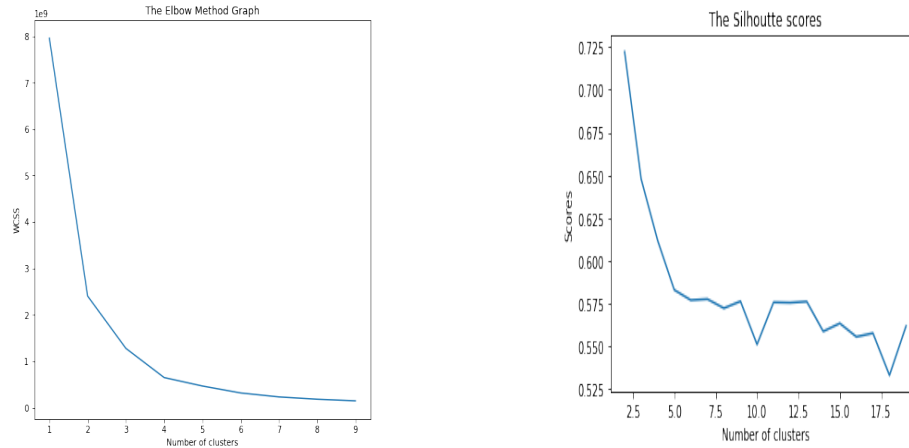 The Elbow Method Graph
1e9
8
7
6
5
4
3
2
1
0
WCSS
1 2 3 4 5 6 7 8 9
Number of clusters
The Silhoutte scores
0.725
0.700
0.675
0.650
0.625
0.600
0.575
0.550
0.525
Scores
2.5 5.0 7.5 10.0 12.5 15.0 17.5
Number of clusters